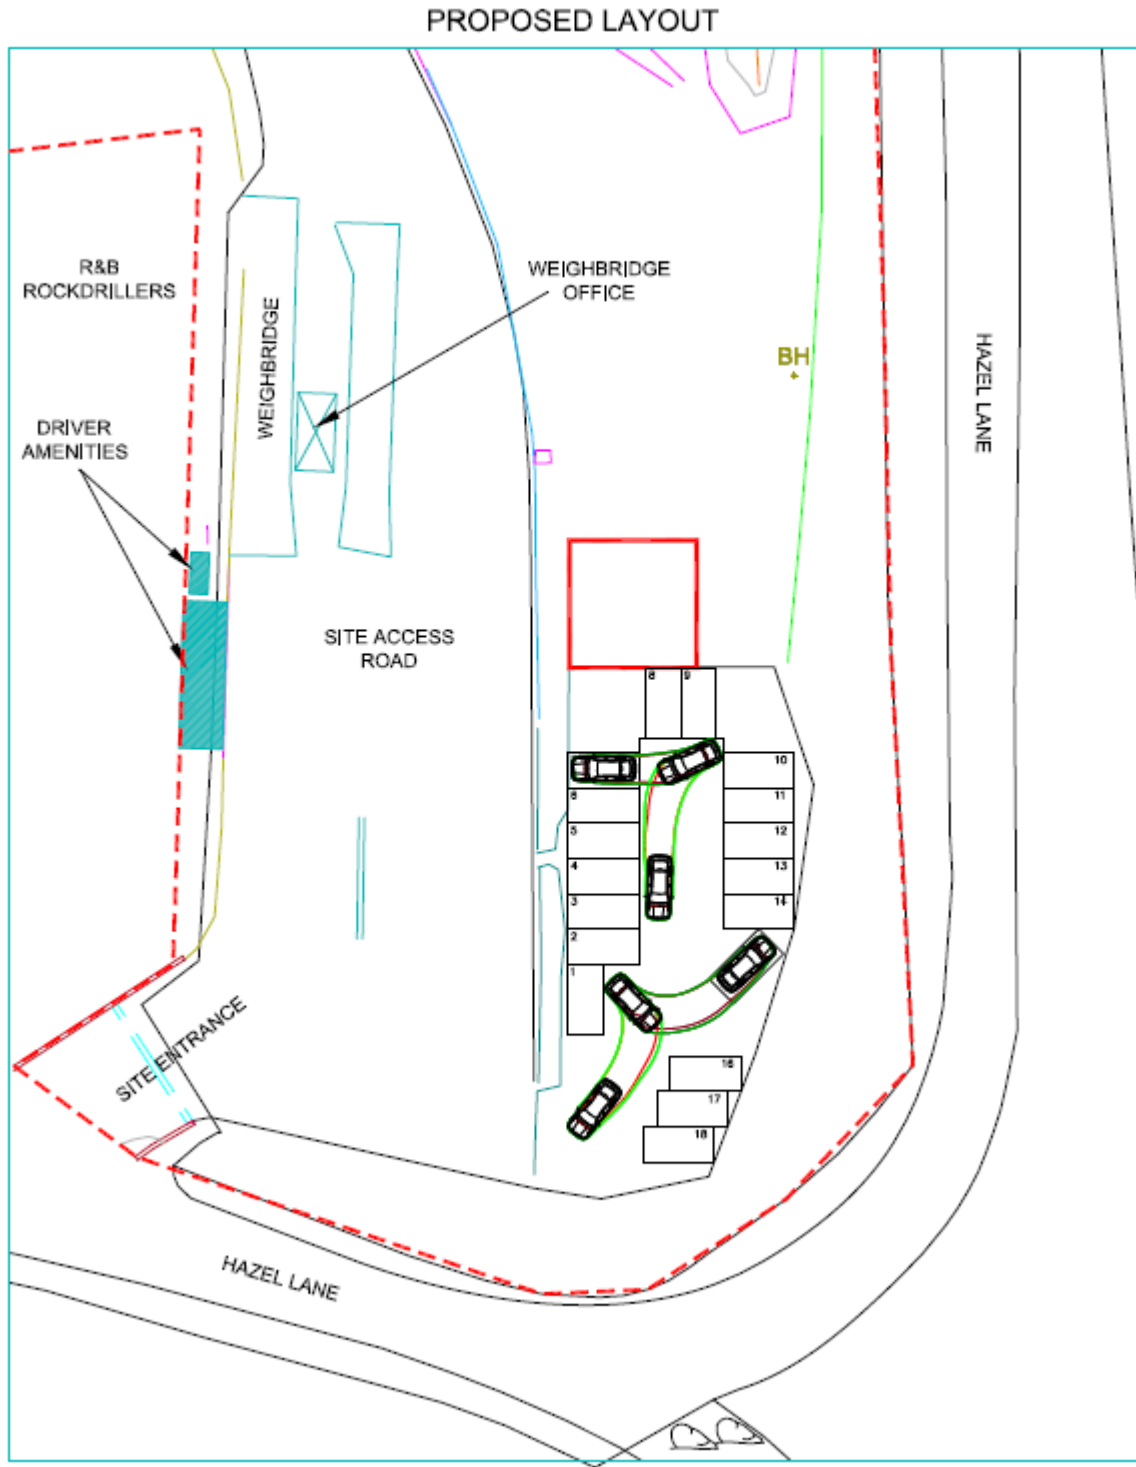 PROPOSED LAYOUT
R&B
ROCKDRILLERS
WEIGHBRIDGE
OFFICE
WEIGHBRIDGE
HAZEL LANE
BH
DRIVER
AMENITIES
SITE ACCESS
ROAD
8
9
10
6
11
5
12
4
13
3
14
2
1
SITE ENTRANCE
16
17
18
HAZEL LANE